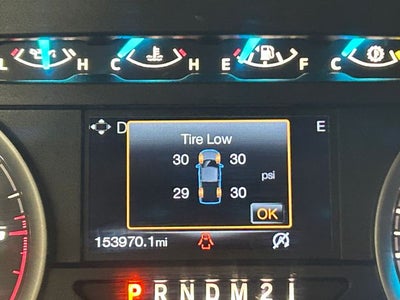 L H C H E F C
D E
Tire Low
30 30
psi
29 30
OK
153970.1mi
P R N D M 2 1